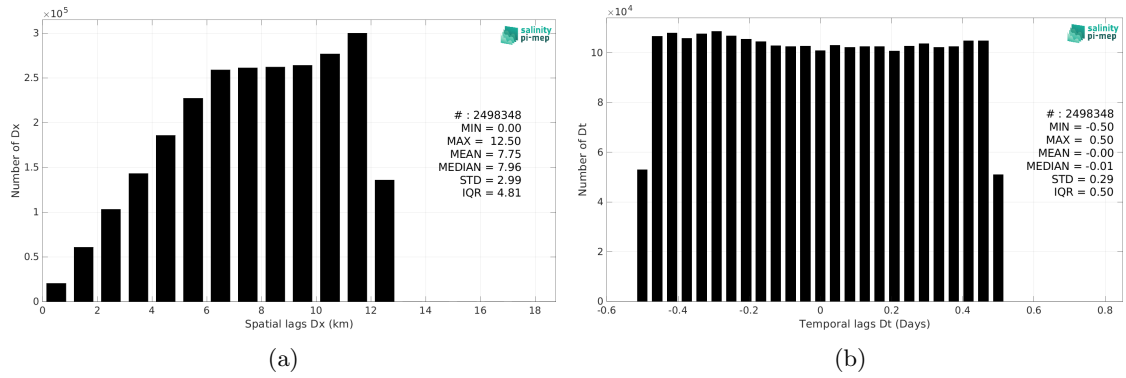 ×10⁵
3
2.5
2
1.5
1
0.5
0
Number of Dx
0 2 4 6 8 10 12 14 16 18
Spatial lags Dx (km)
salinity
pi-mep
# : 2498348
MIN = 0.00
MAX = 12.50
MEAN = 7.75
MEDIAN = 7.96
STD = 2.99
IQR = 4.81
(a)
×10⁴
10
8
6
4
2
0
Number of Dt
-0.6 -0.4 -0.2 0 0.2 0.4 0.6 0.8
Temporal lags Dt (Days)
salinity
pi-mep
# : 2498348
MIN = -0.50
MAX = 0.50
MEAN = -0.00
MEDIAN = -0.01
STD = 0.29
IQR = 0.50
(b)